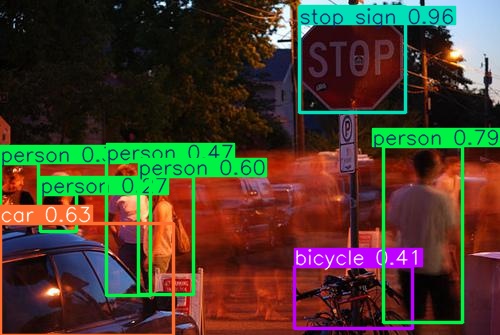 stop sign 0.96
STOP
P
person 0.79
person 0.
person 0.47
person 0.60
person 0.27
car 0.63
bicycle 0.41